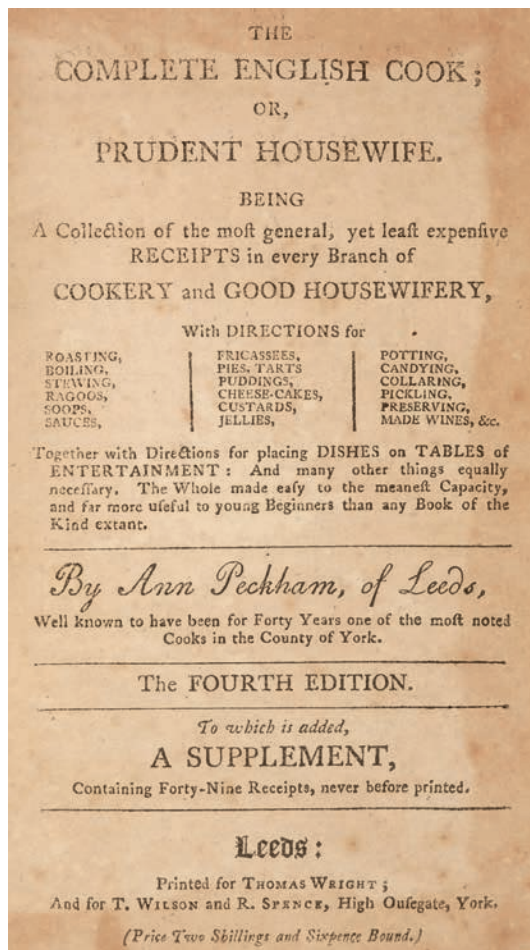 THE
COMPLETE ENGLISH COOK;
OR,
PRUDENT HOUSEWIFE.
BEING
A Collection of the moſt general, yet leaſt expenſive
RECEIPTS in every Branch of
COOKERY and GOOD HOUSEWIFERY,
With DIRECTIONS for
ROASTING,
BOILING,
STEWING,
RAGOOS,
SOOPS,
SAUCES,
FRICASSEES,
PIES, TARTS
PUDDINGS,
CHEESE-CAKES,
CUSTARDS,
JELLIES,
POTTING,
CANDYING,
COLLARING,
PICKLING,
PRESERVING,
MADE WINES, &c.
Together with Directions for placing DISHES on TABLES of
ENTERTAINMENT: And many other things equally
neceſſary. The Whole made eaſy to the meaneſt Capacity,
and far more uſeful to young Beginners than any Book of the
Kind extant.
By Ann Peckham, of Leeds,
Well known to have been for Forty Years one of the moſt noted
Cooks in the County of York.
The FOURTH EDITION.
To which is added,
A SUPPLEMENT,
Containing Forty-Nine Receipts, never before printed.
Leeds:
Printed for THOMAS WRIGHT;
And for T. WILSON and R. SPENCE, High Ouſegate, York.
(Price Two Shillings and Sixpence Bound.)